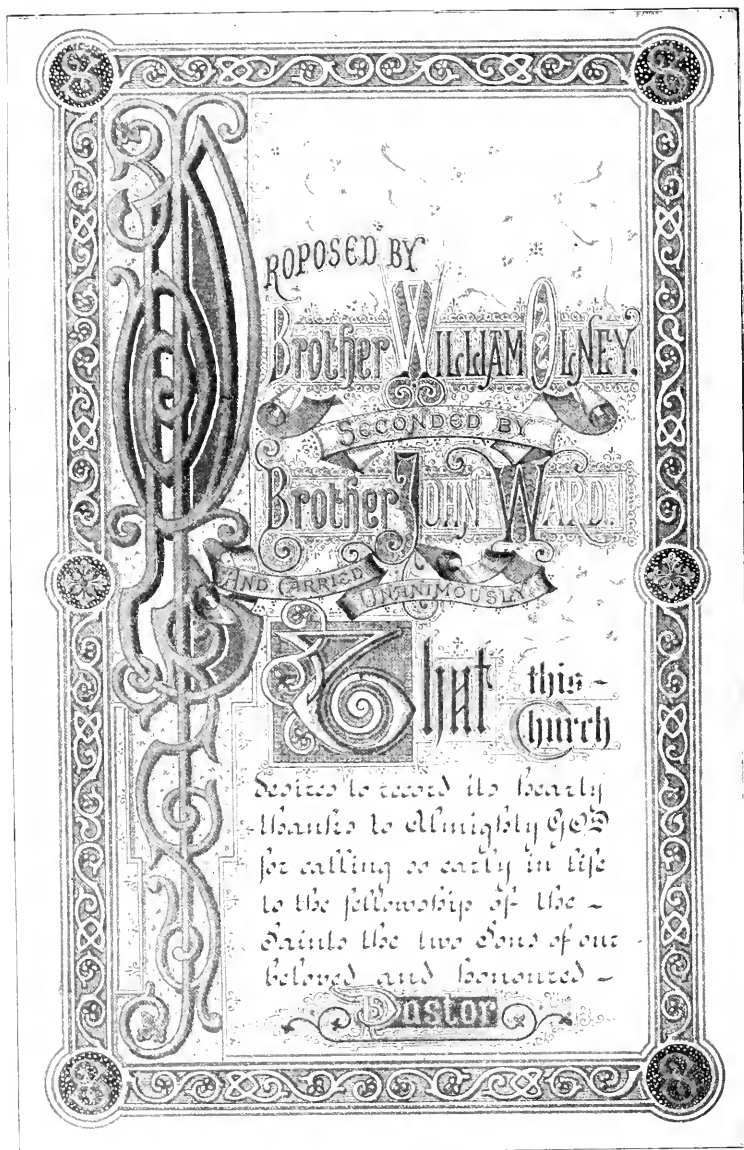 PROPOSED BY
Brother WILLIAM OLNEY.
SECONDED BY
Brother JOHN WARD.
AND CARRIED UNANIMOUSLY
That this
Church
desires to record its hearty
thanks to Almighty GOD
for calling so early in life
to the fellowship of the
Saints the two Sons of our
beloved and honoured
Pastor